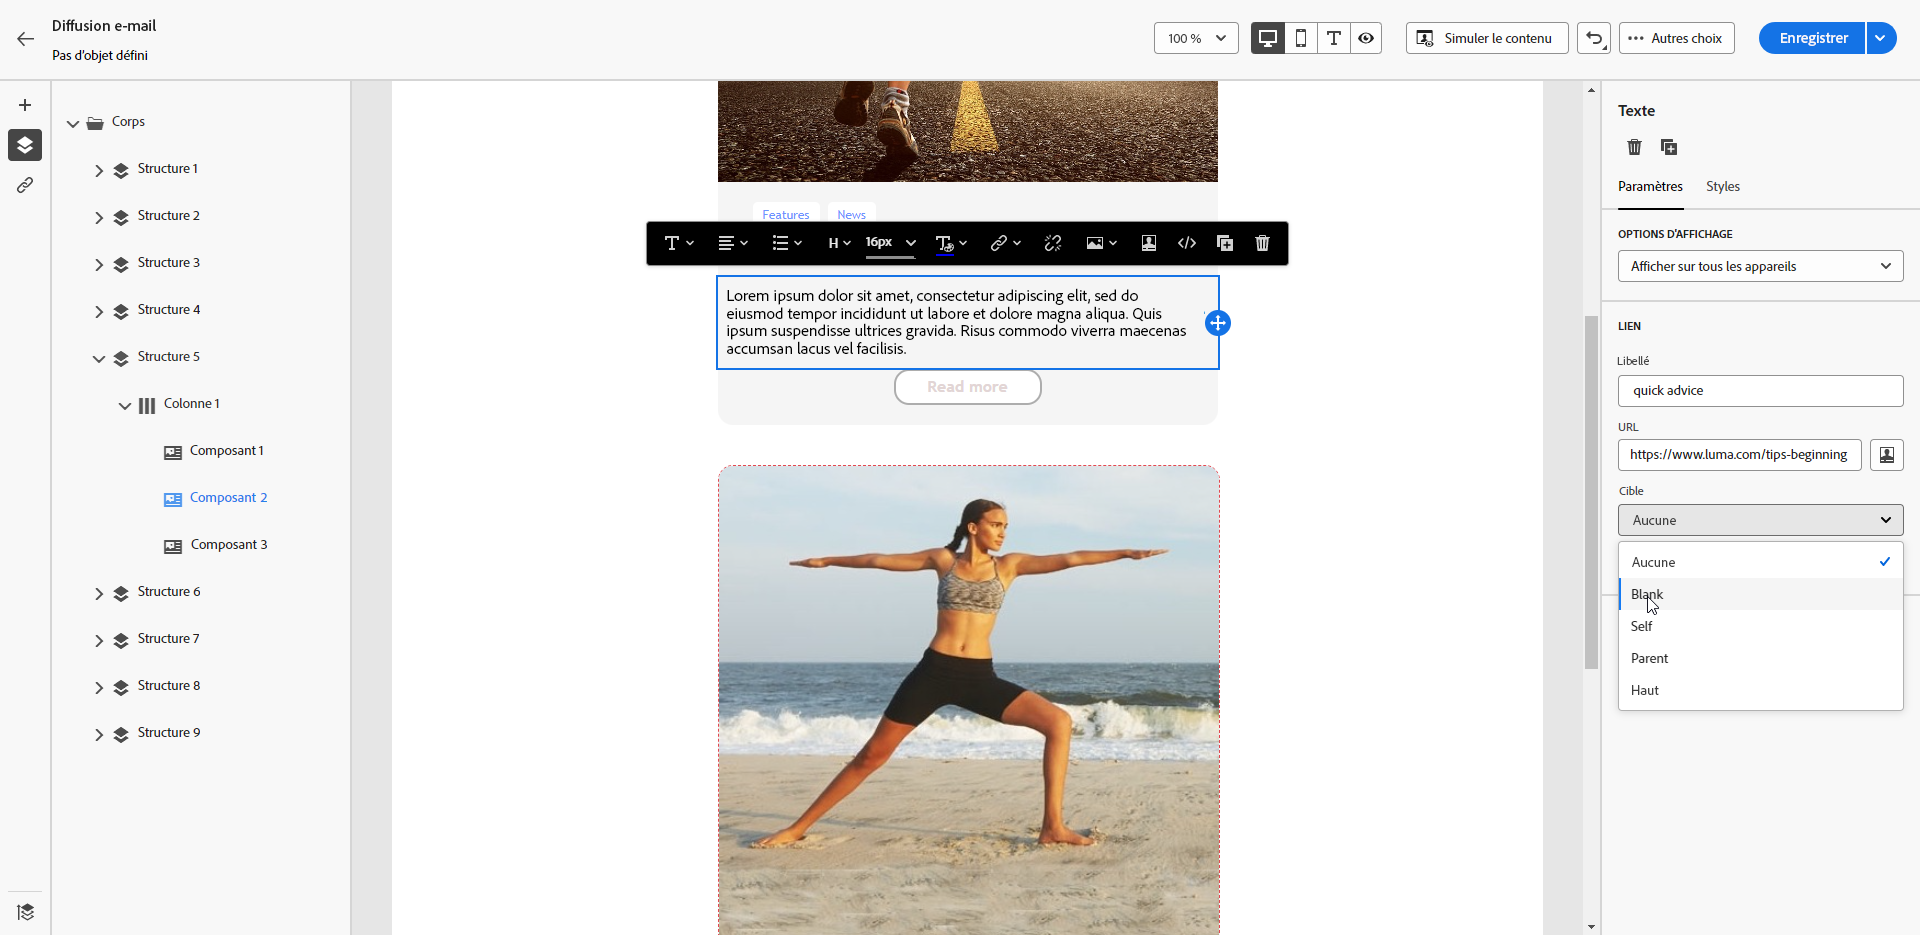 Diffusion e-mail
Pas d'objet défini
100 %
Simuler le contenu
Autres choix
Enregistrer
Corps
Structure 1
Structure 2
Structure 3
Structure 4
Structure 5
Colonne 1
Composant 1
Composant 2
Composant 3
Structure 6
Structure 7
Structure 8
Structure 9
Features
News
H
16px
Lorem ipsum dolor sit amet, consectetur adipiscing elit, sed do
eiusmod tempor incididunt ut labore et dolore magna aliqua. Quis
ipsum suspendisse ultrices gravida. Risus commodo viverra maecenas
accumsan lacus vel facilisis.
Read more
Texte
Paramètres
Styles
OPTIONS D'AFFICHAGE
Afficher sur tous les appareils
LIEN
Libellé
quick advice
URL
https://www.luma.com/tips-beginning
Cible
Aucune
Aucune
Blank
Self
Parent
Haut